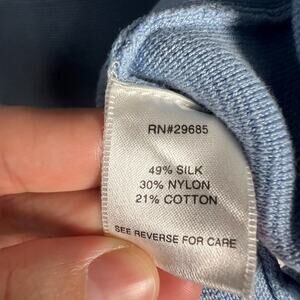 RN#29685
49% SILK
30% NYLON
21% COTTON
SEE REVERSE FOR CARE